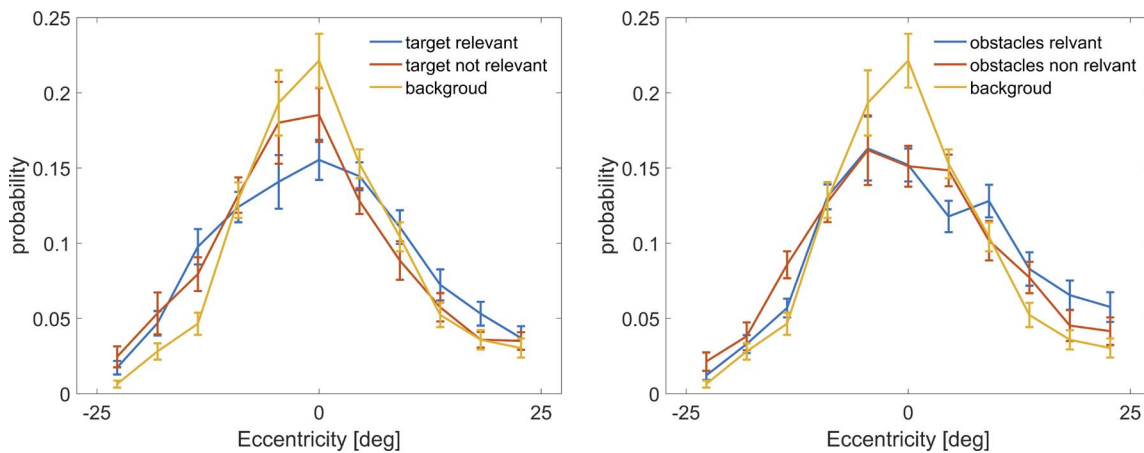 0.25
0.2
0.15
0.1
0.05
0
probability
target relevant
target not relevant
backgroud
-25
0
25
Eccentricity [deg]
0.25
0.2
0.15
0.1
0.05
0
probability
obstacles relvant
obstacles non relvant
backgroud
-25
0
25
Eccentricity [deg]